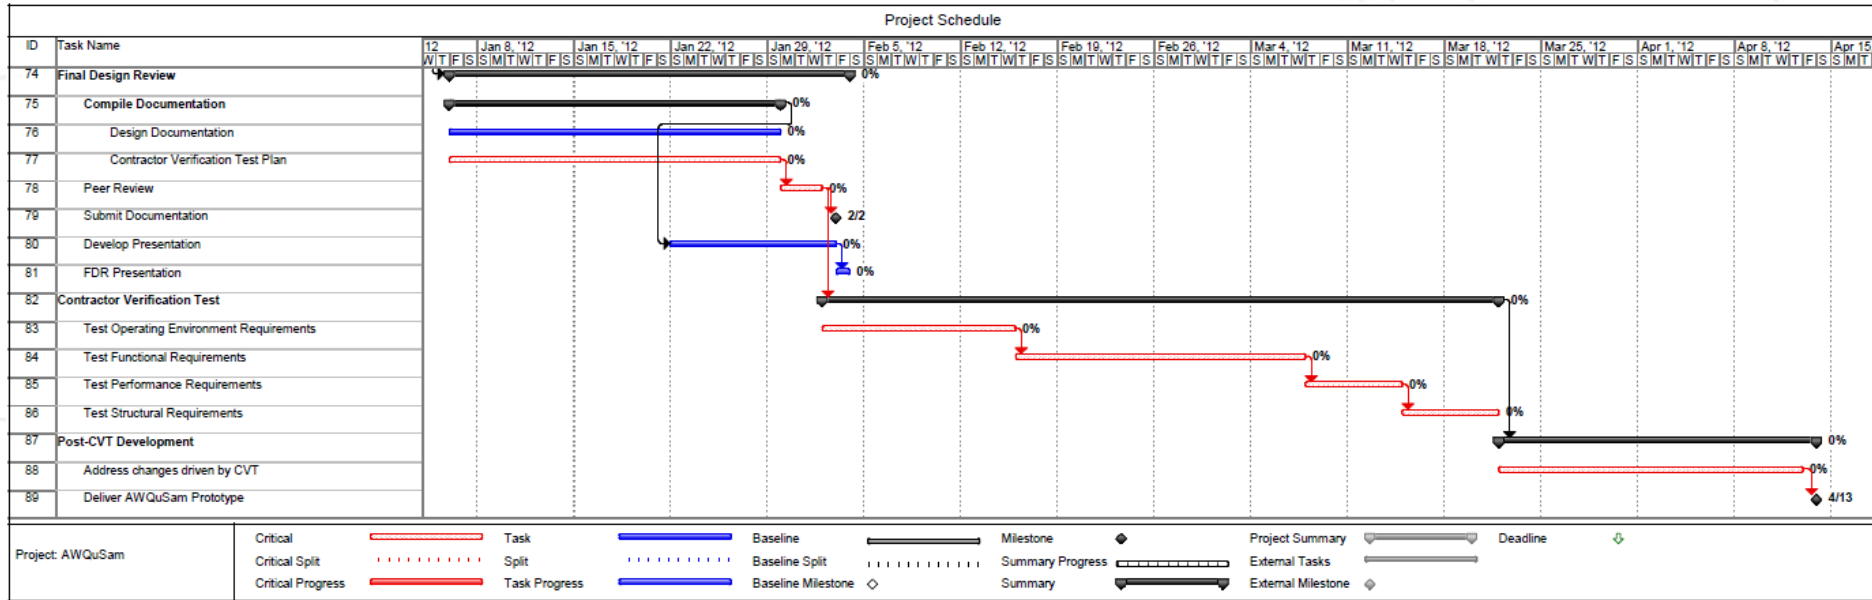 Project Schedule
ID Task Name 12 Jan 8, '12 Jan 15, '12 Jan 22, '12 Jan 29, '12 Feb 5, '12 Feb 12, '12 Feb 19, '12 Feb 26, '12 Mar 4, '12 Mar 11, '12 Mar 18, '12 Mar 25, '12 Apr 1, '12 Apr 8, '12 Apr 15
W T F S S M T W T F S S M T W T F S S M T W T F S S M T W T F S S M T W T F S S M T W T F S S M T W T F S S M T W T F S S M T W T F S S M T W T F S S M T W T F S S M T W T F S S M T W T F S S M T W T F S S M T
74 Final Design Review 0%
75 Compile Documentation 0%
76 Design Documentation 0%
77 Contractor Verification Test Plan 0%
78 Peer Review 0%
79 Submit Documentation 2/2
80 Develop Presentation 0%
81 FDR Presentation 0%
82 Contractor Verification Test 0%
83 Test Operating Environment Requirements 0%
84 Test Functional Requirements 0%
85 Test Performance Requirements 0%
86 Test Structural Requirements 0%
87 Post-CVT Development 0%
88 Address changes driven by CVT 0%
89 Deliver AWQuSam Prototype 4/13
Project: AWQuSam
Critical Task Baseline Milestone Project Summary Deadline
Critical Split Split Baseline Split Summary Progress External Tasks
Critical Progress Task Progress Baseline Milestone Summary External Milestone